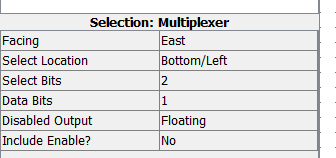 Selection: Multiplexer
Facing East
Select Location Bottom/Left
Select Bits 2
Data Bits 1
Disabled Output Floating
Include Enable? No